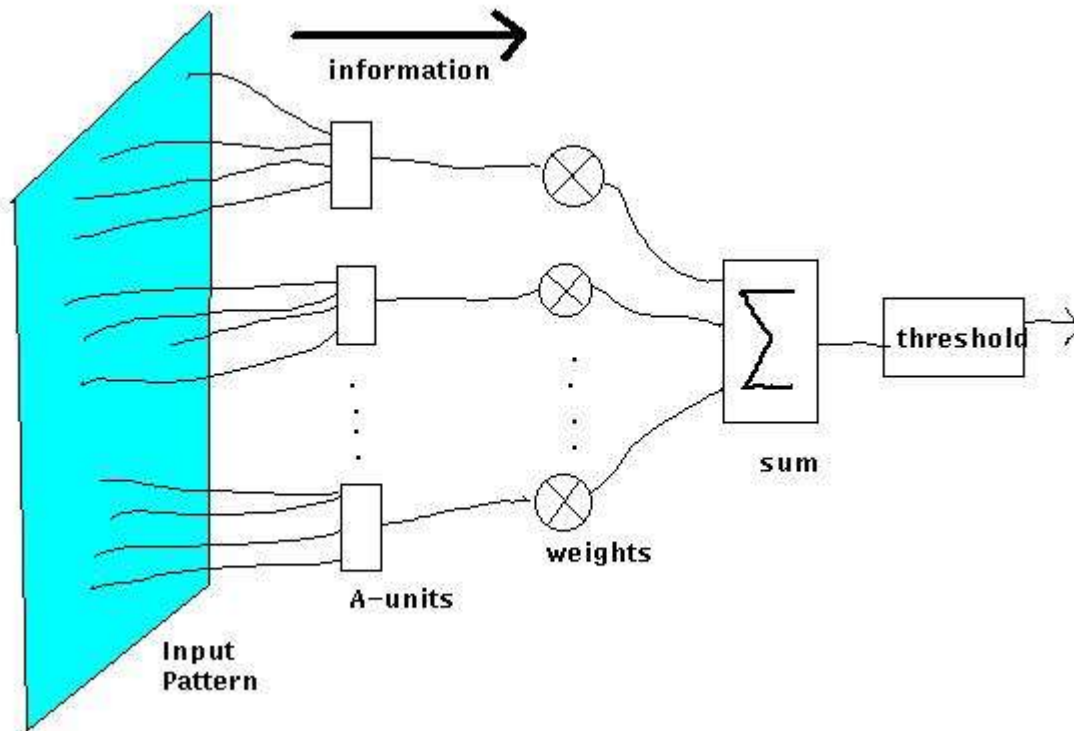 information
threshold
sum
weights
A-units
Input
Pattern